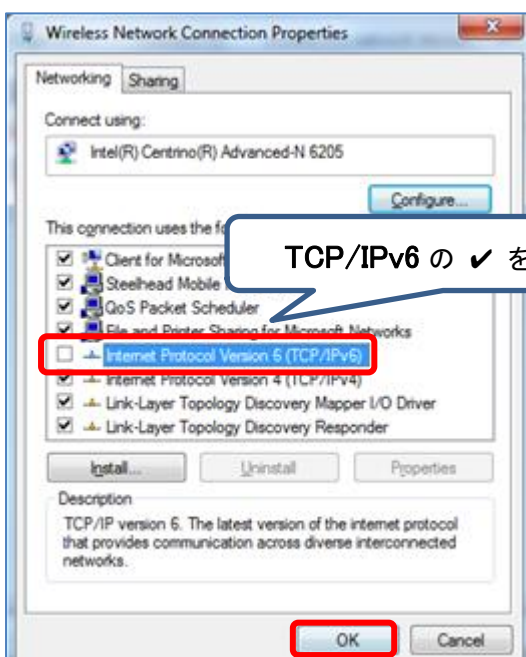 Wireless Network Connection Properties
Networking
Sharing
Connect using:
Intel(R) Centrino(R) Advanced-N 6205
Configure...
This connection uses the fo
TCP/IPv6 の ✔ を
Client for Microsof
Steelhead Mobile
QoS Packet Scheduler
File and Printer Sharing for Microsoft Networks
Internet Protocol Version 6 (TCP/IPv6)
Internet Protocol Version 4 (TCP/IPv4)
Link-Layer Topology Discovery Mapper I/O Driver
Link-Layer Topology Discovery Responder
Install...
Uninstall
Properties
Description
TCP/IP version 6. The latest version of the internet protocol
that provides communication across diverse interconnected
networks.
OK
Cancel